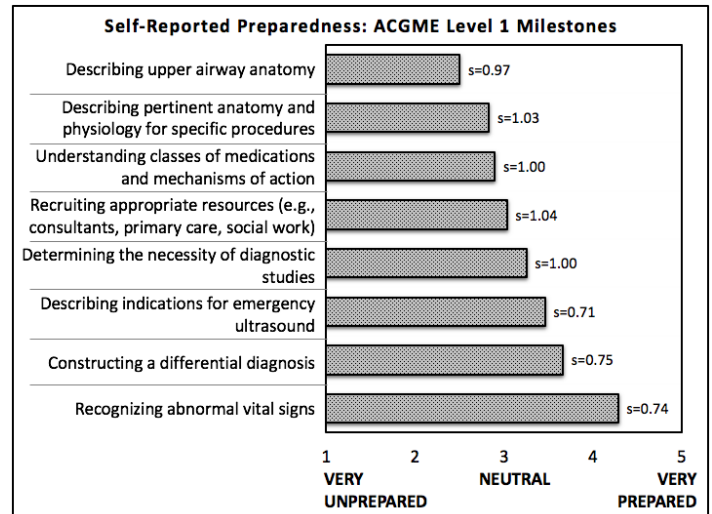 Self-Reported Preparedness: ACGME Level 1 Milestones
Describing upper airway anatomy
s=0.97
Describing pertinent anatomy and
physiology for specific procedures
s=1.03
Understanding classes of medications
and mechanisms of action
s=1.00
Recruiting appropriate resources (e.g.,
consultants, primary care, social work)
s=1.04
Determining the necessity of diagnostic
studies
s=1.00
Describing indications for emergency
ultrasound
s=0.71
Constructing a differential diagnosis
s=0.75
Recognizing abnormal vital signs
s=0.74
1 2 3 4 5
VERY NEUTRAL VERY
UNPREPARED PREPARED